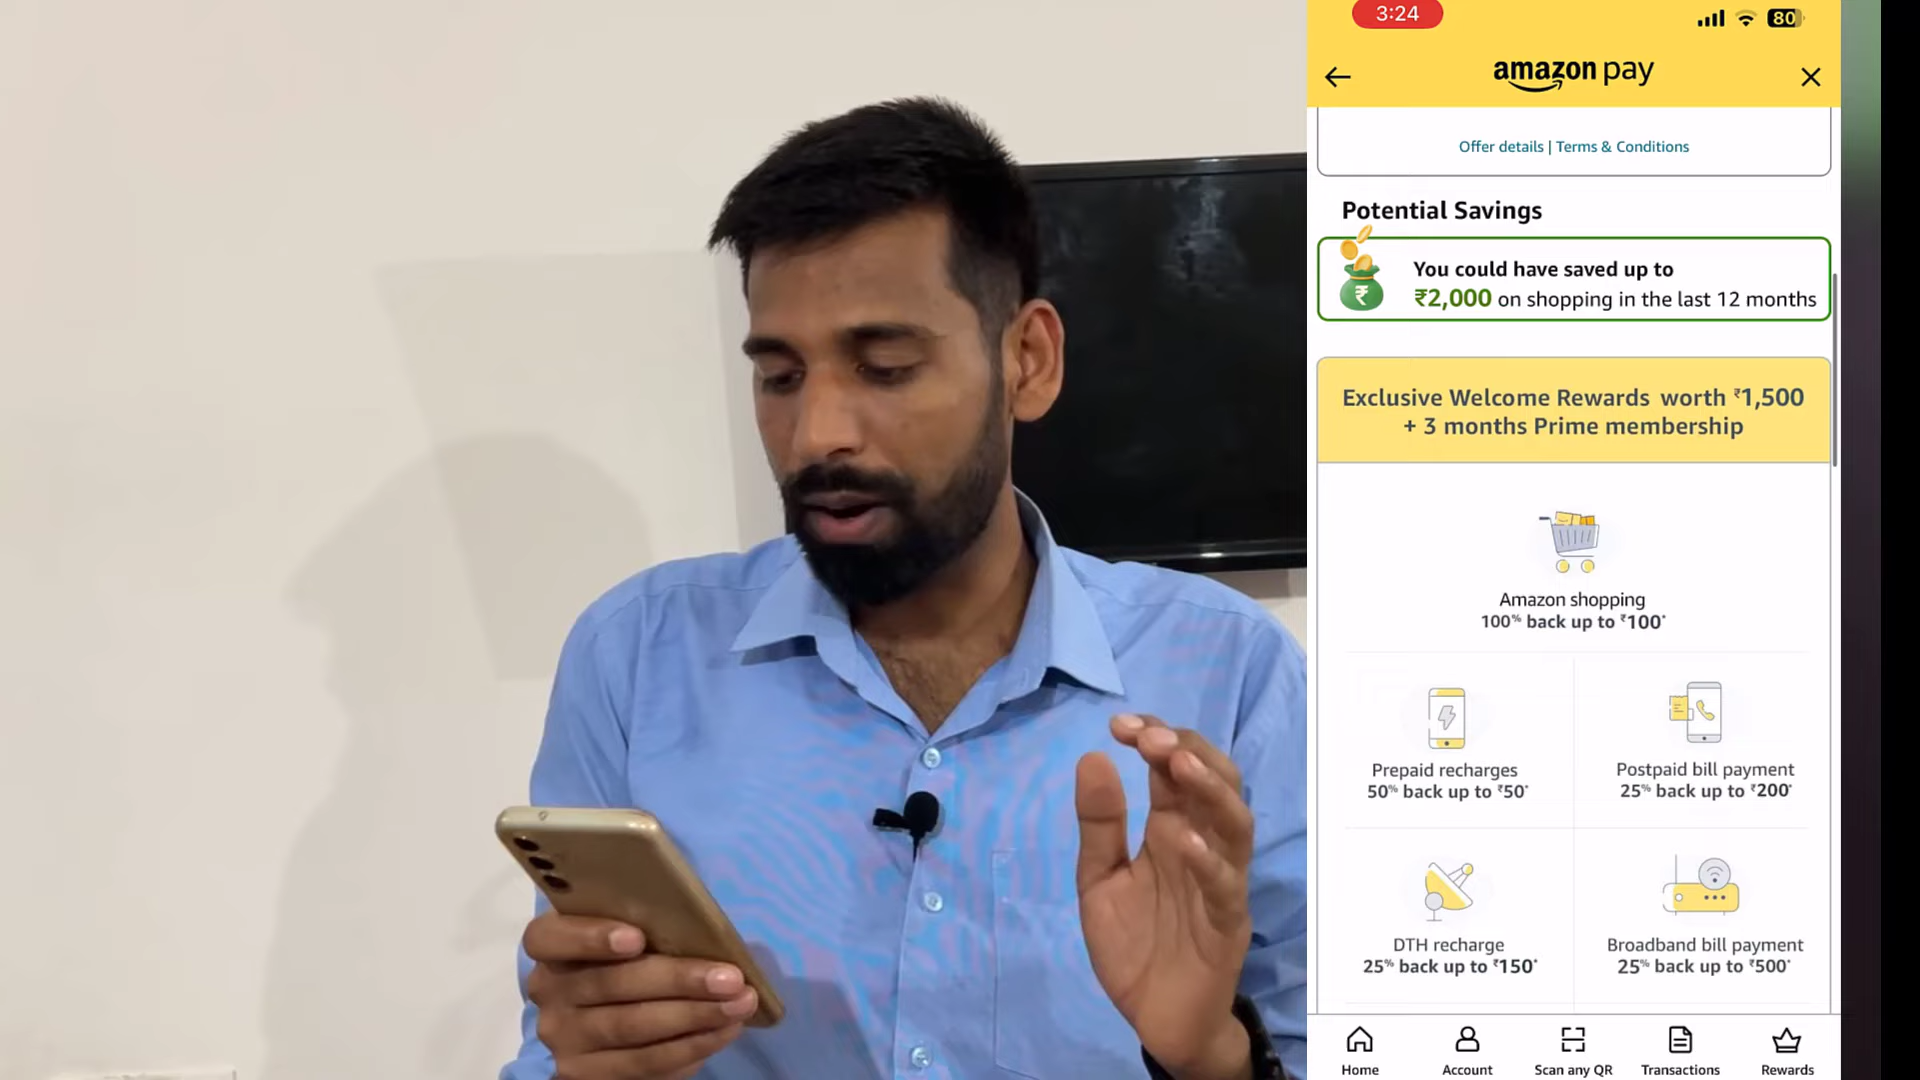 3:24
80
amazon pay
Offer details | Terms & Conditions
Potential Savings
You could have saved up to
₹2,000 on shopping in the last 12 months
Exclusive Welcome Rewards worth ₹1,500
+ 3 months Prime membership
Amazon shopping
100% back up to ₹100*
Prepaid recharges
50% back up to ₹50*
Postpaid bill payment
25% back up to ₹200*
DTH recharge
25% back up to ₹150*
Broadband bill payment
25% back up to ₹500*
Home
Account
Scan any QR
Transactions
Rewards